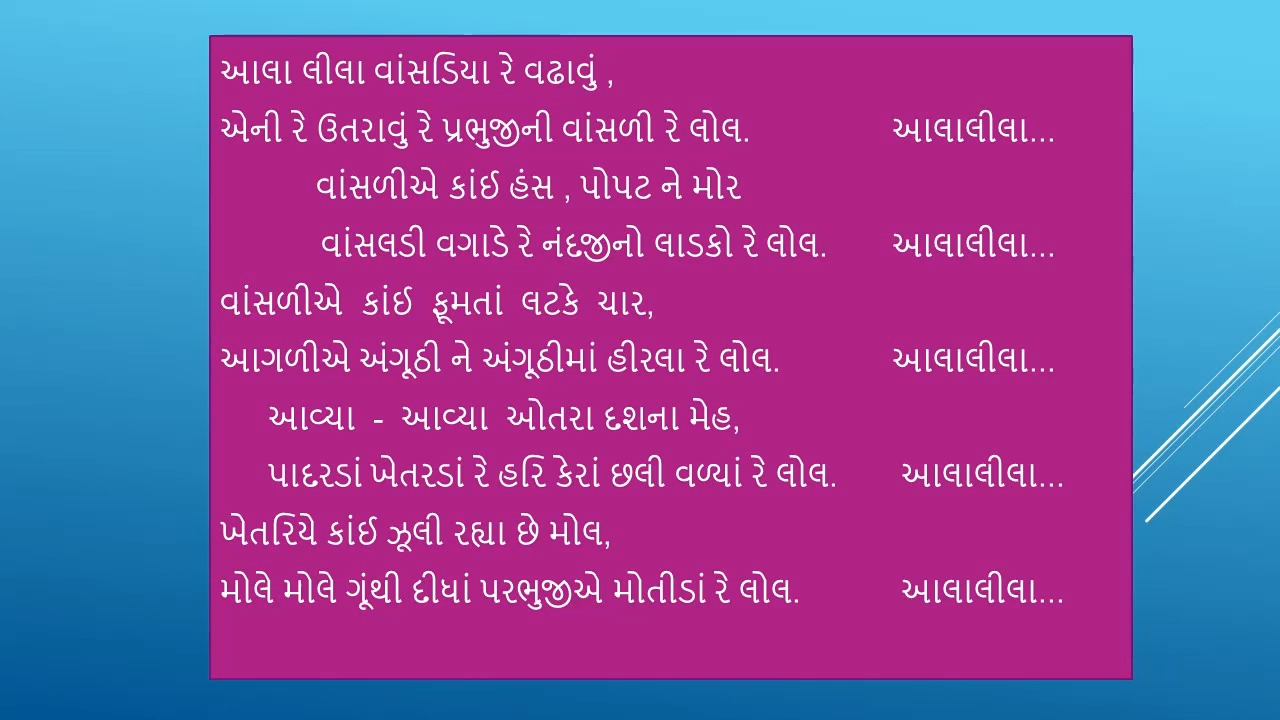 આલા લીલા વાંસડિયા રે વઢાવું ,
એની રે ઉતરાવું રે પ્રભુજીની વાંસળી રે લોલ. આલાલીલા...
વાંસળીએ કાંઈ હંસ , પોપટ ને મોર
વાંસલડી વગાડે રે નંદજીનો લાડકો રે લોલ. આલાલીલા...
વાંસળીએ કાંઈ ફૂમતાં લટકે ચાર,
આગળીએ અંગૂઠી ને અંગૂઠીમાં હીરલા રે લોલ. આલાલીલા...
આવ્યા - આવ્યા ઓતરા દશના મેહ,
પાદરડાં ખેતરડાં રે હરિ કેરાં છલી વળ્યાં રે લોલ. આલાલીલા...
ખેતરિયે કાંઈ ઝૂલી રહ્યા છે મોલ,
મોલે મોલે ગૂંથી દીધાં પરભુજીએ મોતીડાં રે લોલ. આલાલીલા...